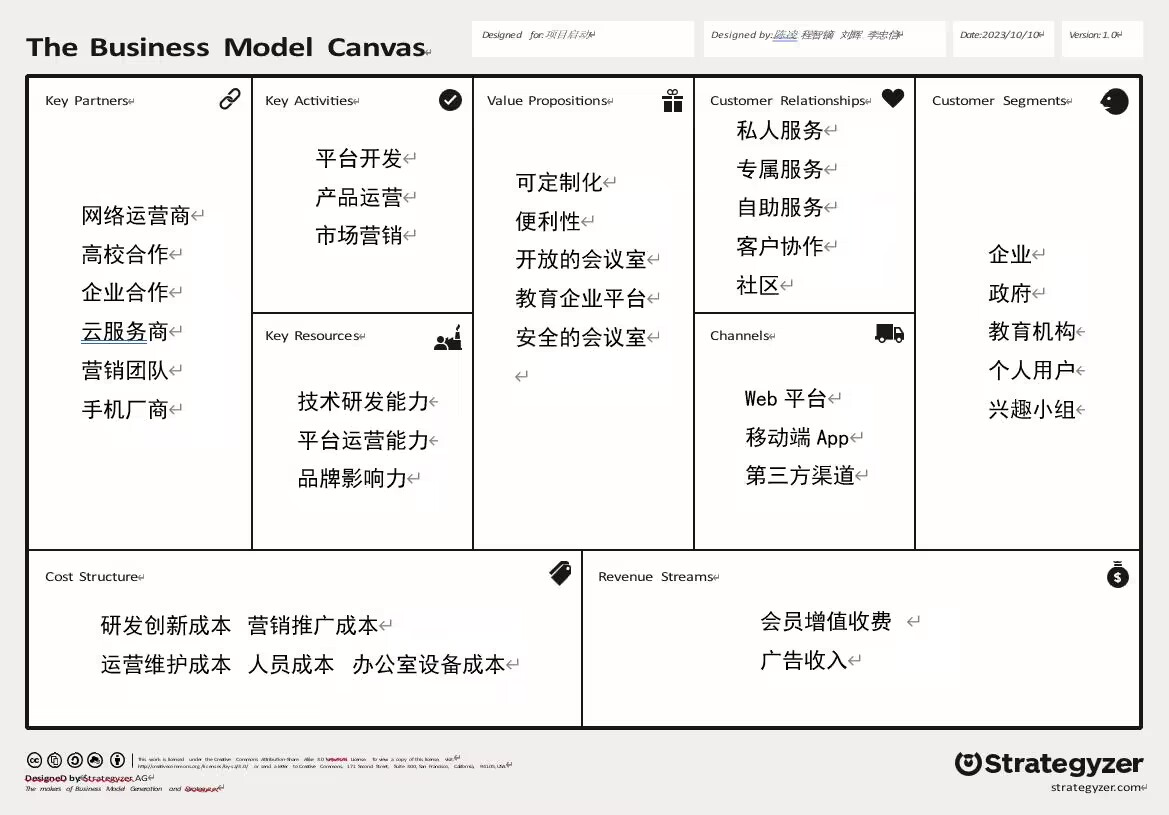 The Business Model Canvas
Designed for:项目启动
Designed by:陈凌 程智镝 刘辉 李忠信
Date:2023/10/10
Version:1.0
Key Partners
网络运营商
高校合作
企业合作
云服务商
营销团队
手机厂商
Key Activities
平台开发
产品运营
市场营销
Key Resources
技术研发能力
平台运营能力
品牌影响力
Value Propositions
可定制化
便利性
开放的会议室
教育企业平台
安全的会议室
Customer Relationships
私人服务
专属服务
自助服务
客户协作
社区
Channels
Web 平台
移动端 App
第三方渠道
Customer Segments
企业
政府
教育机构
个人用户
兴趣小组
Cost Structure
研发创新成本 营销推广成本
运营维护成本 人员成本 办公室设备成本
Revenue Streams
会员增值收费
广告收入
This work is licensed under the Creative Commons Attribution-Share Alike 3.0 License. To view a copy of this license, visit:
http://creativecommons.org/licenses/by-sa/3.0/ or send a letter to Creative Commons, 171 Second Street, Suite 300, San Francisco, California, 94105, USA.
DesigneD by: Strategyzer AG
The makers of Business Model Generation and Strategyzer
Strategyzer
strategyzer.com